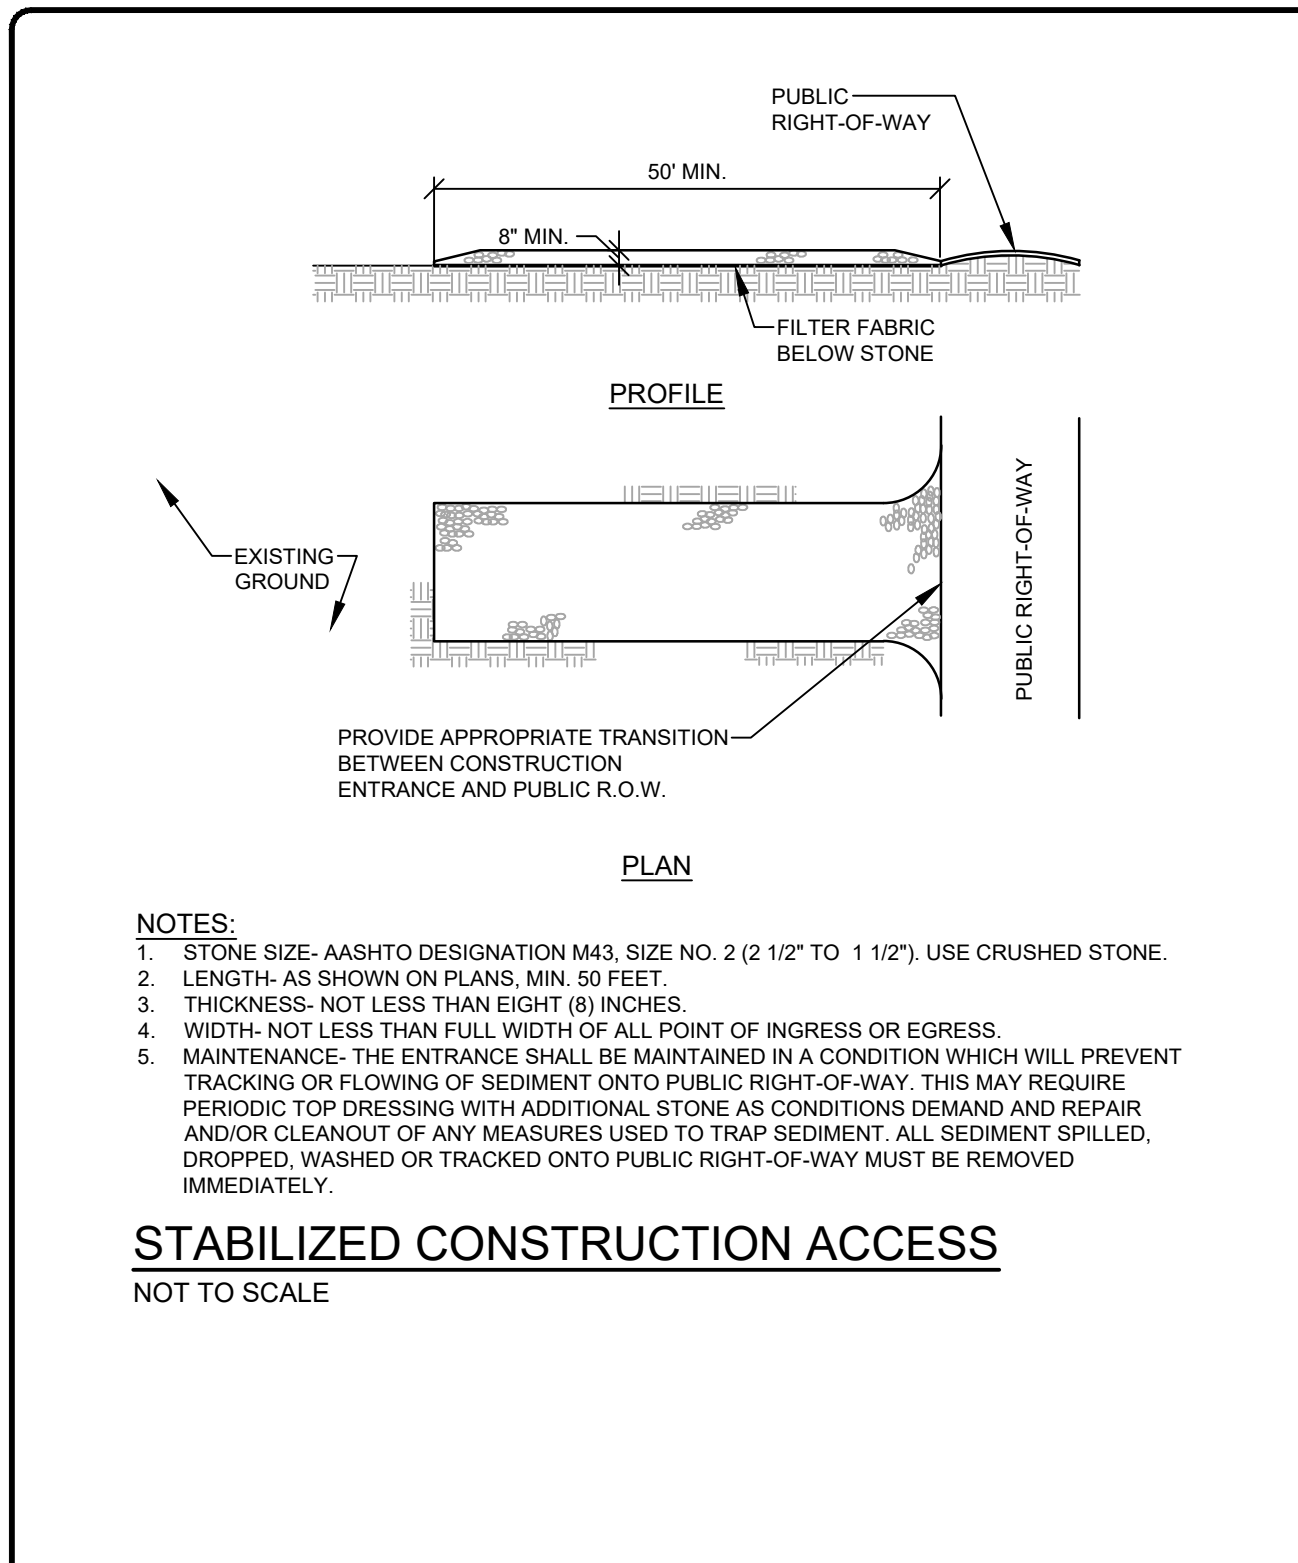 PUBLIC
RIGHT-OF-WAY
50' MIN.
8" MIN.
FILTER FABRIC
BELOW STONE
PROFILE
EXISTING
GROUND
PUBLIC RIGHT-OF-WAY
PROVIDE APPROPRIATE TRANSITION
BETWEEN CONSTRUCTION
ENTRANCE AND PUBLIC R.O.W.
PLAN
NOTES:
1. STONE SIZE- AASHTO DESIGNATION M43, SIZE NO. 2 (2 1/2" TO 1 1/2"). USE CRUSHED STONE.
2. LENGTH- AS SHOWN ON PLANS, MIN. 50 FEET.
3. THICKNESS- NOT LESS THAN EIGHT (8) INCHES.
4. WIDTH- NOT LESS THAN FULL WIDTH OF ALL POINT OF INGRESS OR EGRESS.
5. MAINTENANCE- THE ENTRANCE SHALL BE MAINTAINED IN A CONDITION WHICH WILL PREVENT
TRACKING OR FLOWING OF SEDIMENT ONTO PUBLIC RIGHT-OF-WAY. THIS MAY REQUIRE
PERIODIC TOP DRESSING WITH ADDITIONAL STONE AS CONDITIONS DEMAND AND REPAIR
AND/OR CLEANOUT OF ANY MEASURES USED TO TRAP SEDIMENT. ALL SEDIMENT SPILLED,
DROPPED, WASHED OR TRACKED ONTO PUBLIC RIGHT-OF-WAY MUST BE REMOVED
IMMEDIATELY.
STABILIZED CONSTRUCTION ACCESS
NOT TO SCALE